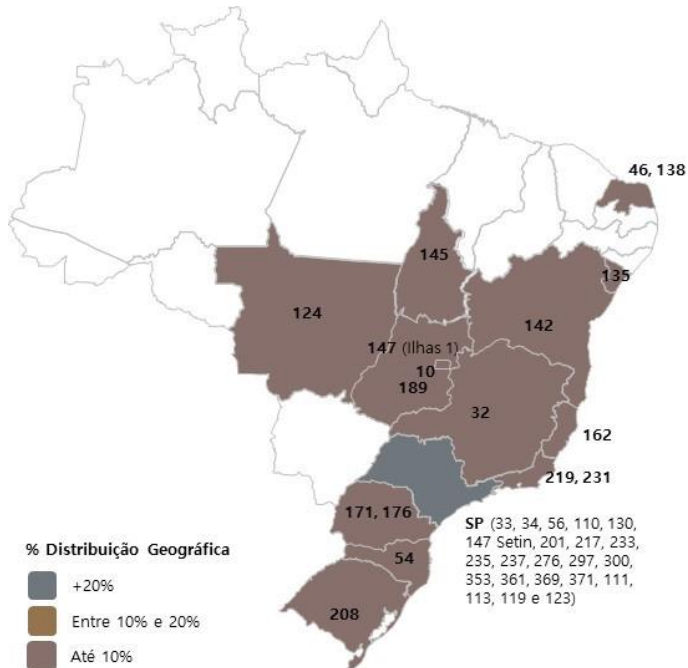 46, 138
145
135
124
142
147 (Ilhas 1)
10
189
32
162
219, 231
171, 176
SP (33, 34, 56, 110, 130,
147 Setin, 201, 217, 233,
235, 237, 276, 297, 300,
353, 361, 369, 371, 111,
113, 119 e 123)
54
208
% Distribuição Geográfica
+20%
Entre 10% e 20%
Até 10%